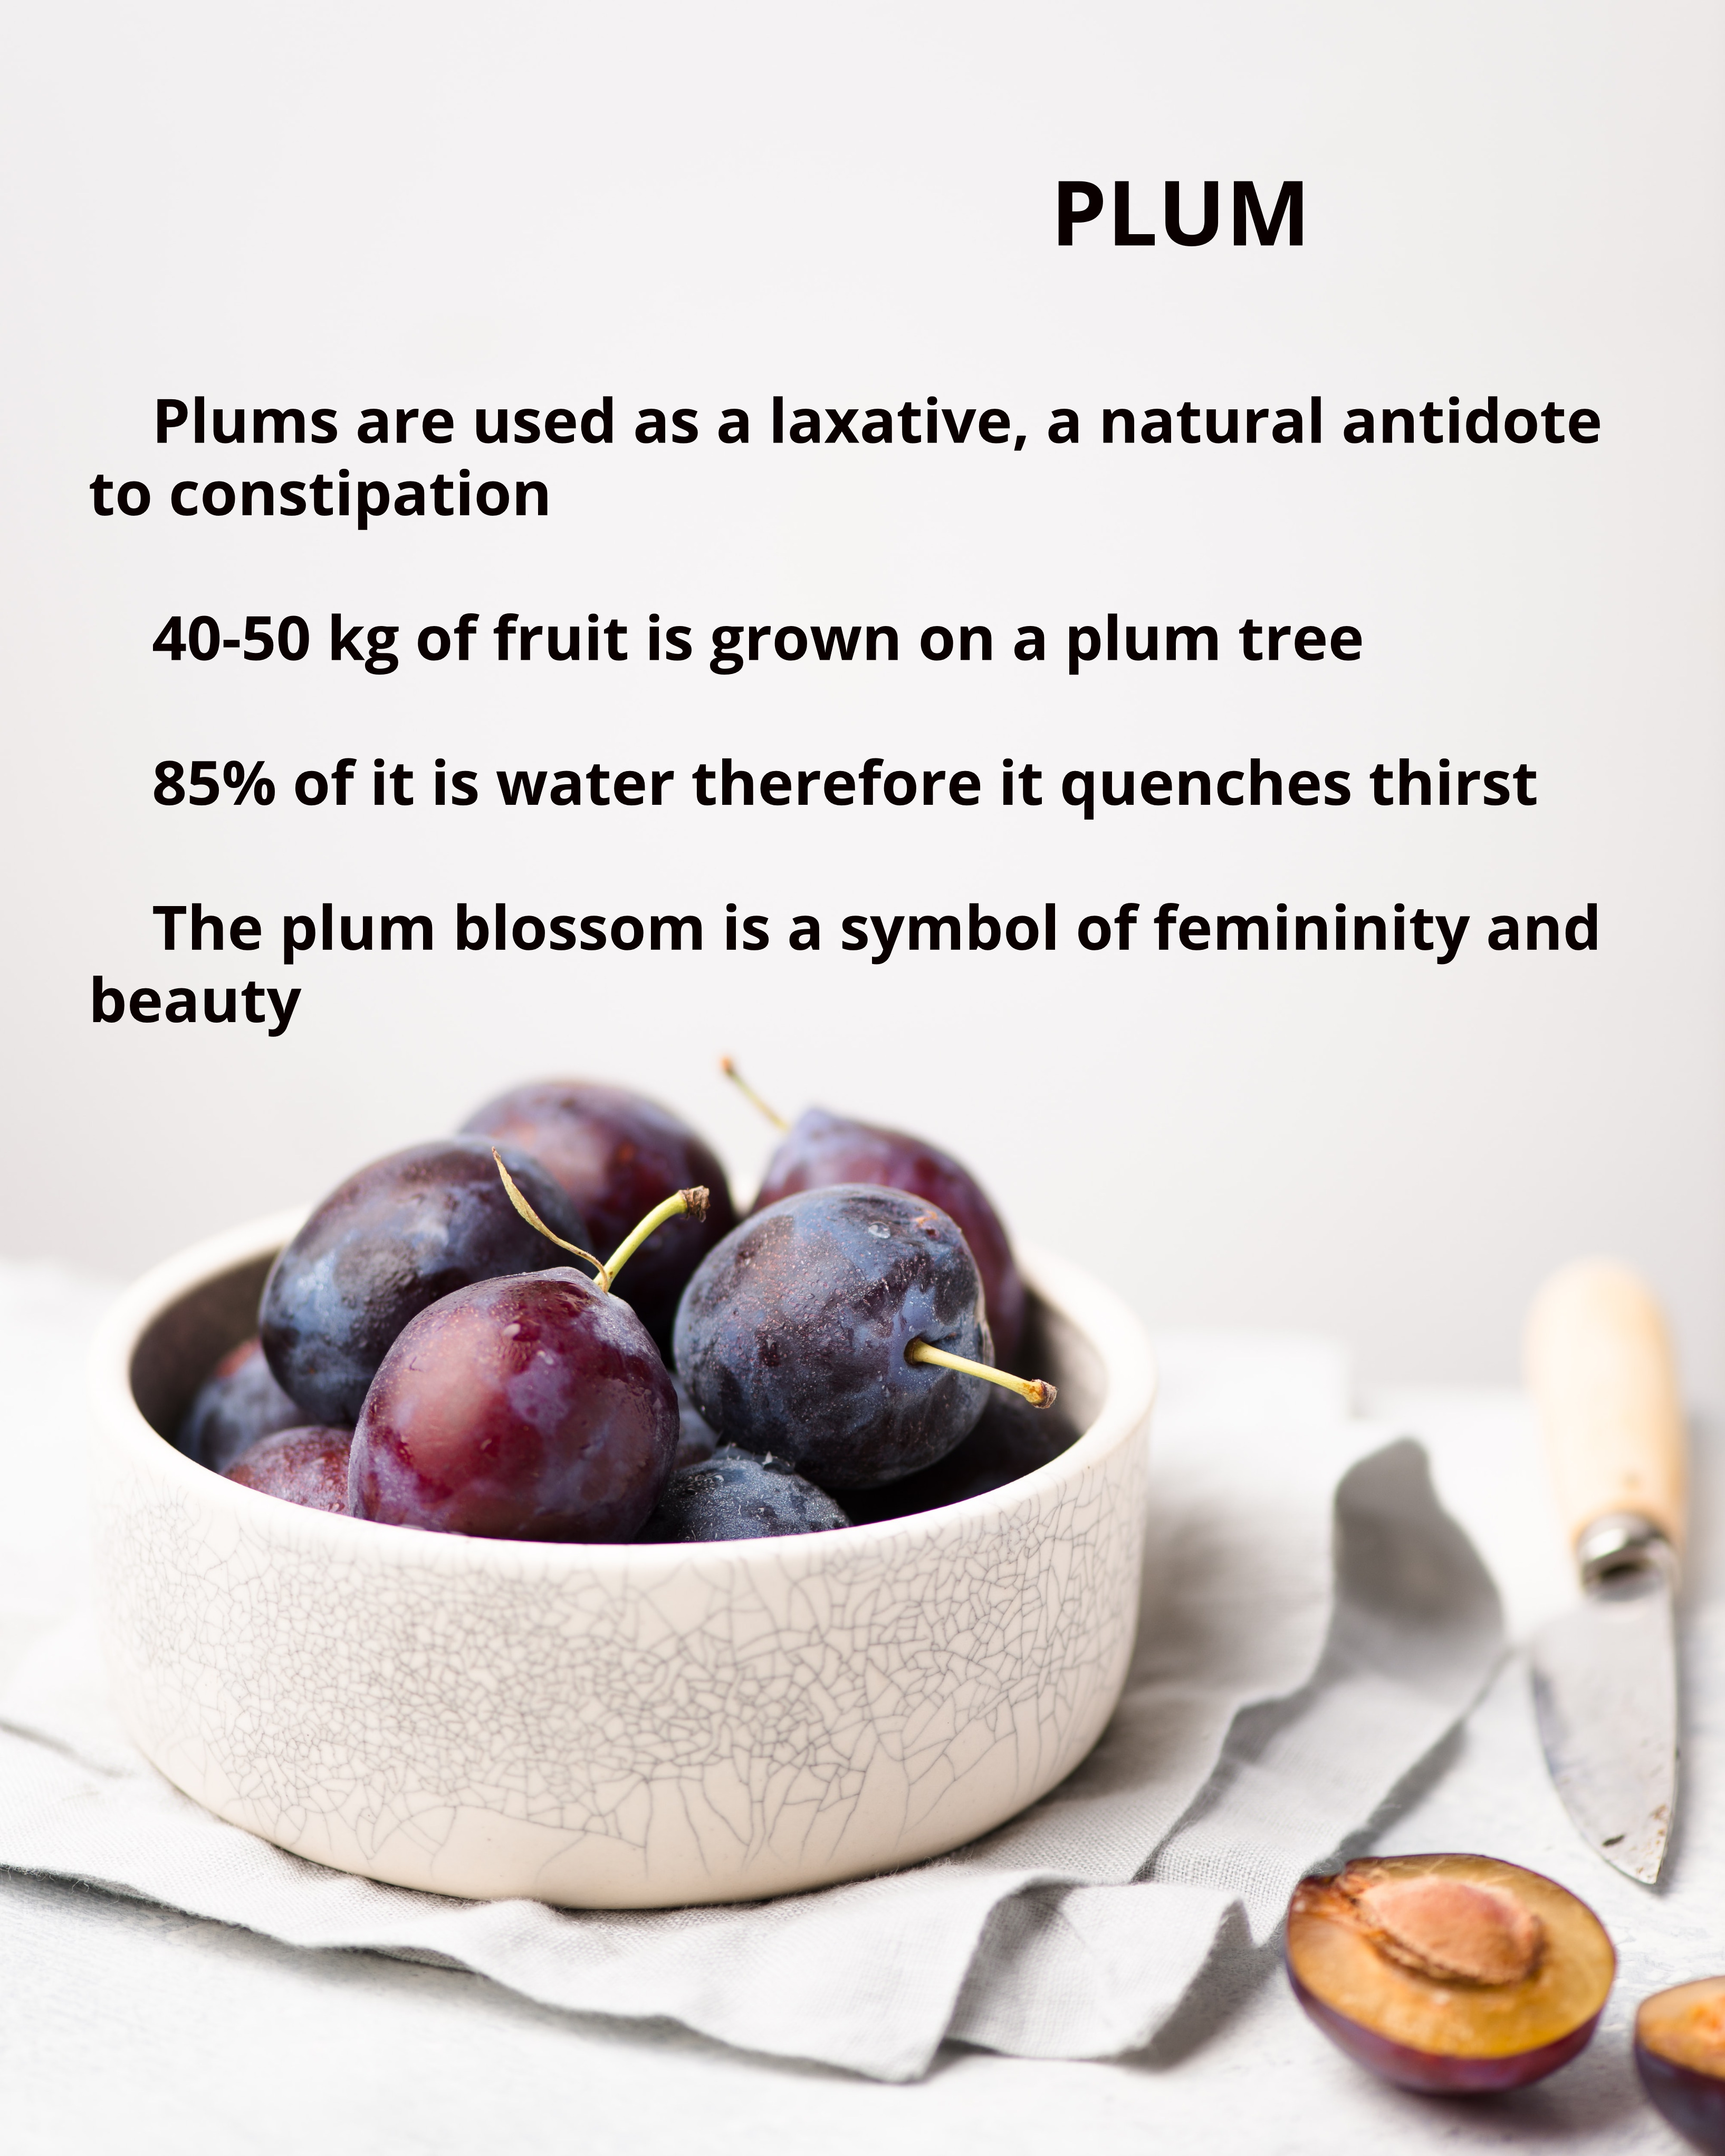 PLUM
Plums are used as a laxative, a natural antidote
to constipation
40-50 kg of fruit is grown on a plum tree
85% of it is water therefore it quenches thirst
The plum blossom is a symbol of femininity and
beauty